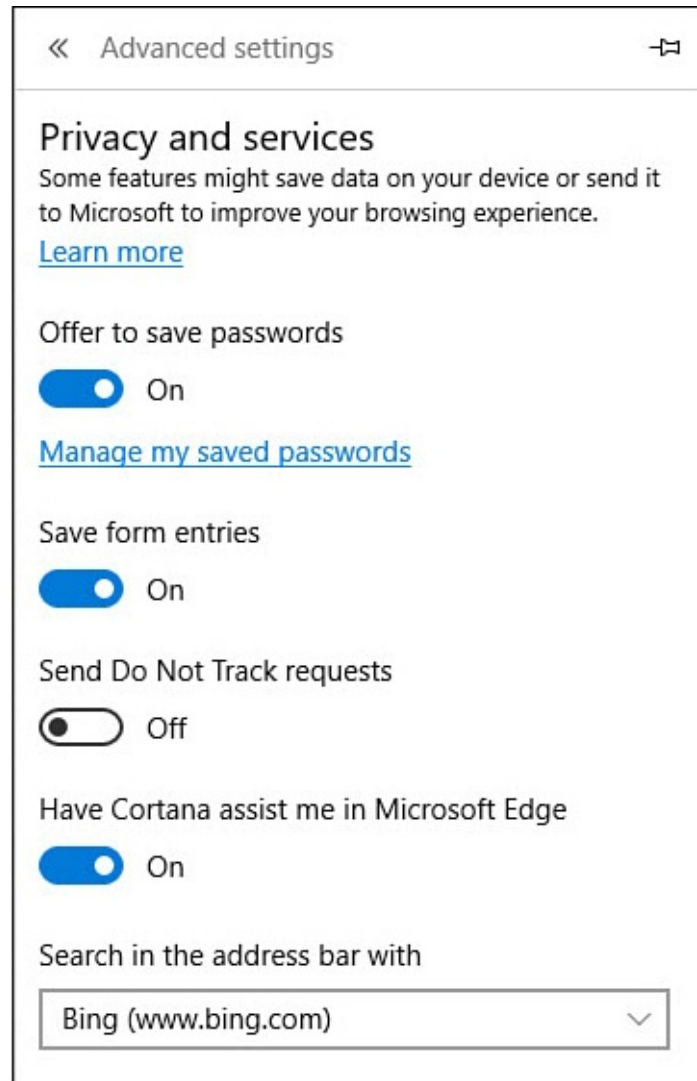 Advanced settings
Privacy and services
Some features might save data on your device or send it
to Microsoft to improve your browsing experience.
Learn more
Offer to save passwords
On
Manage my saved passwords
Save form entries
On
Send Do Not Track requests
Off
Have Cortana assist me in Microsoft Edge
On
Search in the address bar with
Bing (www.bing.com)